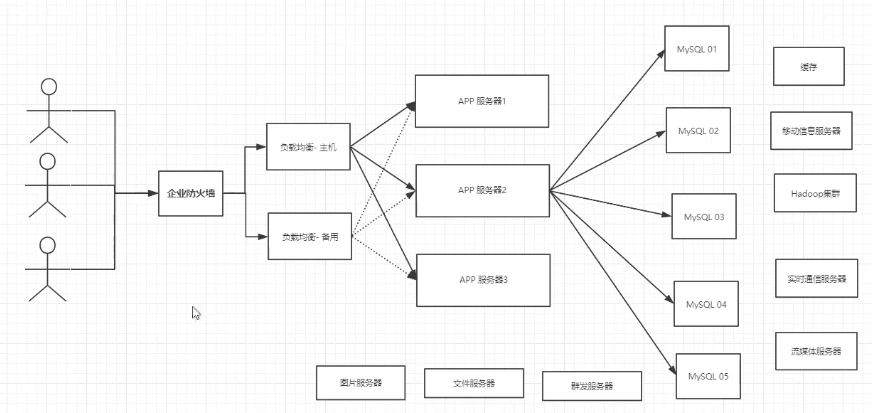 企业防火墙
负载均衡- 主机
负载均衡- 备用
APP 服务器1
APP 服务器2
APP 服务器3
MySQL 01
MySQL 02
MySQL 03
MySQL 04
MySQL 05
缓存
移动信息服务器
Hadoop集群
实时通信服务器
流媒体服务器
图片服务器
文件服务器
群发服务器